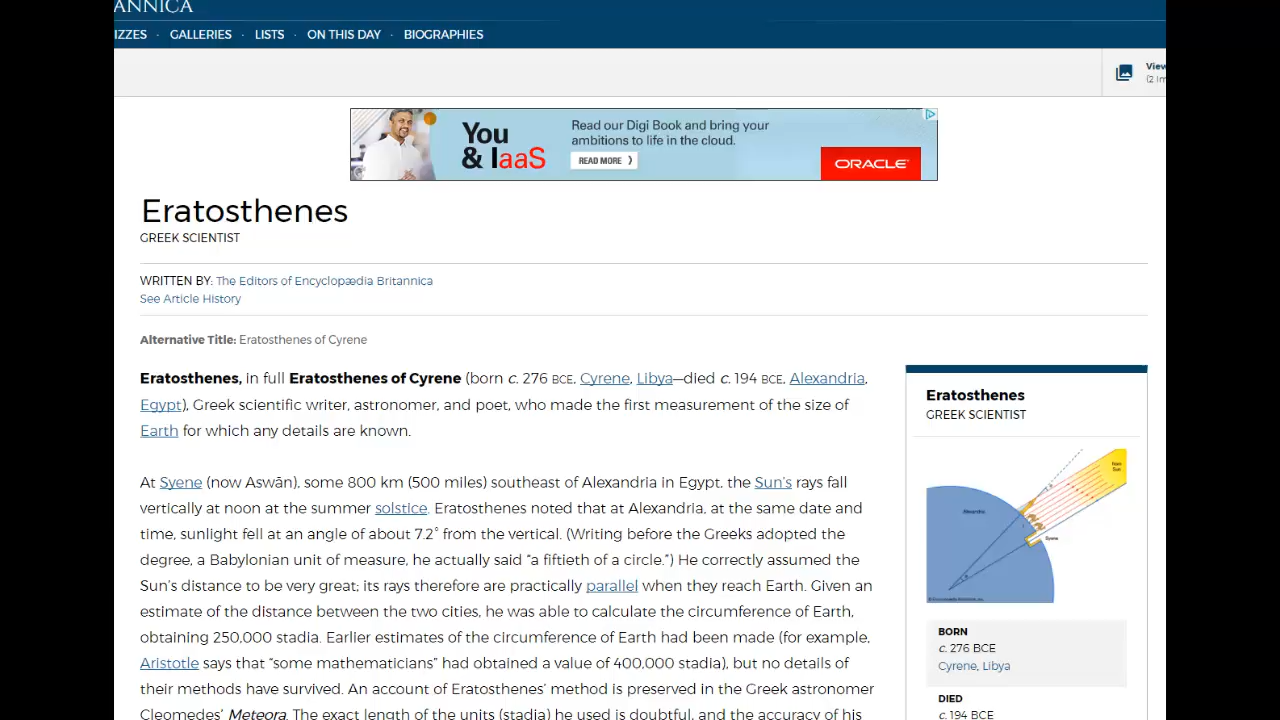 ANNICA
IZZES · GALLERIES · LISTS · ON THIS DAY · BIOGRAPHIES
View
(2 Im
You
& IaaS
Read our Digi Book and bring your
ambitions to life in the cloud.
READ MORE
ORACLE
Eratosthenes
GREEK SCIENTIST
WRITTEN BY: The Editors of Encyclopædia Britannica
See Article History
Alternative Title: Eratosthenes of Cyrene
Eratosthenes, in full Eratosthenes of Cyrene (born c. 276 BCE, Cyrene, Libya—died c. 194 BCE, Alexandria,
Egypt), Greek scientific writer, astronomer, and poet, who made the first measurement of the size of
Earth for which any details are known.
At Syene (now Aswān), some 800 km (500 miles) southeast of Alexandria in Egypt, the Sun's rays fall
vertically at noon at the summer solstice. Eratosthenes noted that at Alexandria, at the same date and
time, sunlight fell at an angle of about 7.2° from the vertical. (Writing before the Greeks adopted the
degree, a Babylonian unit of measure, he actually said “a fiftieth of a circle.”) He correctly assumed the
Sun's distance to be very great; its rays therefore are practically parallel when they reach Earth. Given an
estimate of the distance between the two cities, he was able to calculate the circumference of Earth,
obtaining 250,000 stadia. Earlier estimates of the circumference of Earth had been made (for example,
Aristotle says that “some mathematicians” had obtained a value of 400,000 stadia), but no details of
their methods have survived. An account of Eratosthenes' method is preserved in the Greek astronomer
Cleomedes' Meteora. The exact length of the units (stadia) he used is doubtful, and the accuracy of his
Eratosthenes
GREEK SCIENTIST
Sun
Alexandria
Syene
BORN
c. 276 BCE
Cyrene, Libya
DIED
c. 194 BCE